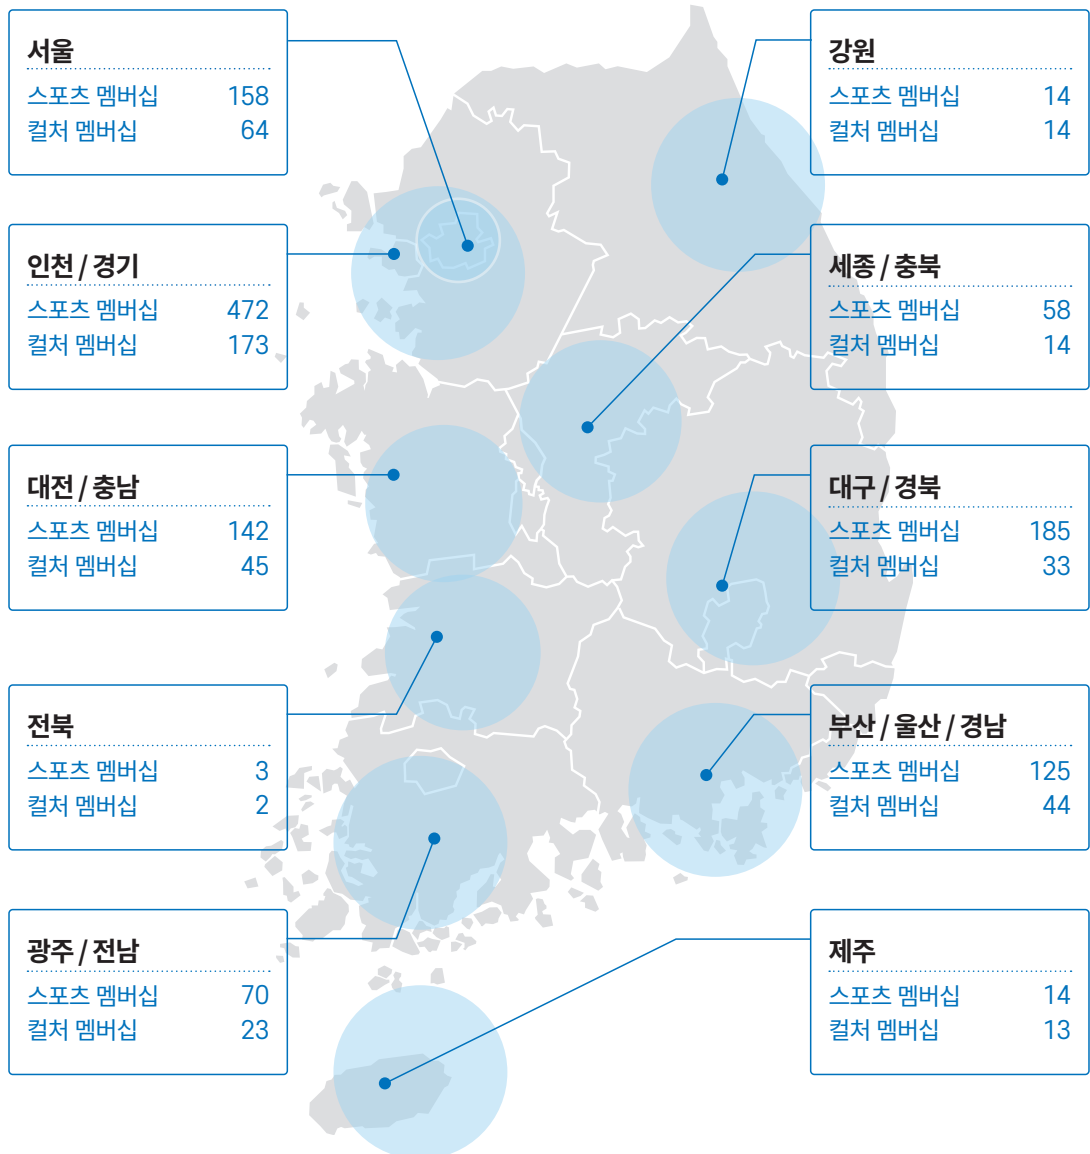 서울
스포츠 멤버십 158
컬처 멤버십 64
강원
스포츠 멤버십 14
컬처 멤버십 14
인천 / 경기
스포츠 멤버십 472
컬처 멤버십 173
세종 / 충북
스포츠 멤버십 58
컬처 멤버십 14
대전 / 충남
스포츠 멤버십 142
컬처 멤버십 45
대구 / 경북
스포츠 멤버십 185
컬처 멤버십 33
전북
스포츠 멤버십 3
컬처 멤버십 2
부산 / 울산 / 경남
스포츠 멤버십 125
컬처 멤버십 44
광주 / 전남
스포츠 멤버십 70
컬처 멤버십 23
제주
스포츠 멤버십 14
컬처 멤버십 13